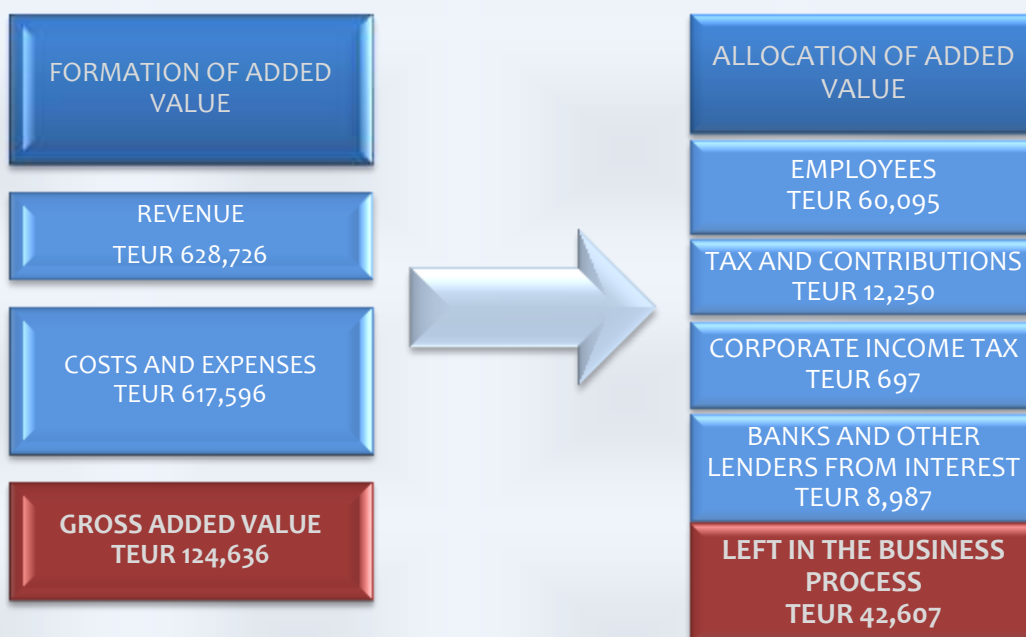 FORMATION OF ADDED
VALUE
REVENUE
TEUR 628,726
COSTS AND EXPENSES
TEUR 617,596
GROSS ADDED VALUE
TEUR 124,636
ALLOCATION OF ADDED
VALUE
EMPLOYEES
TEUR 60,095
TAX AND CONTRIBUTIONS
TEUR 12,250
CORPORATE INCOME TAX
TEUR 697
BANKS AND OTHER
LENDERS FROM INTEREST
TEUR 8,987
LEFT IN THE BUSINESS
PROCESS
TEUR 42,607